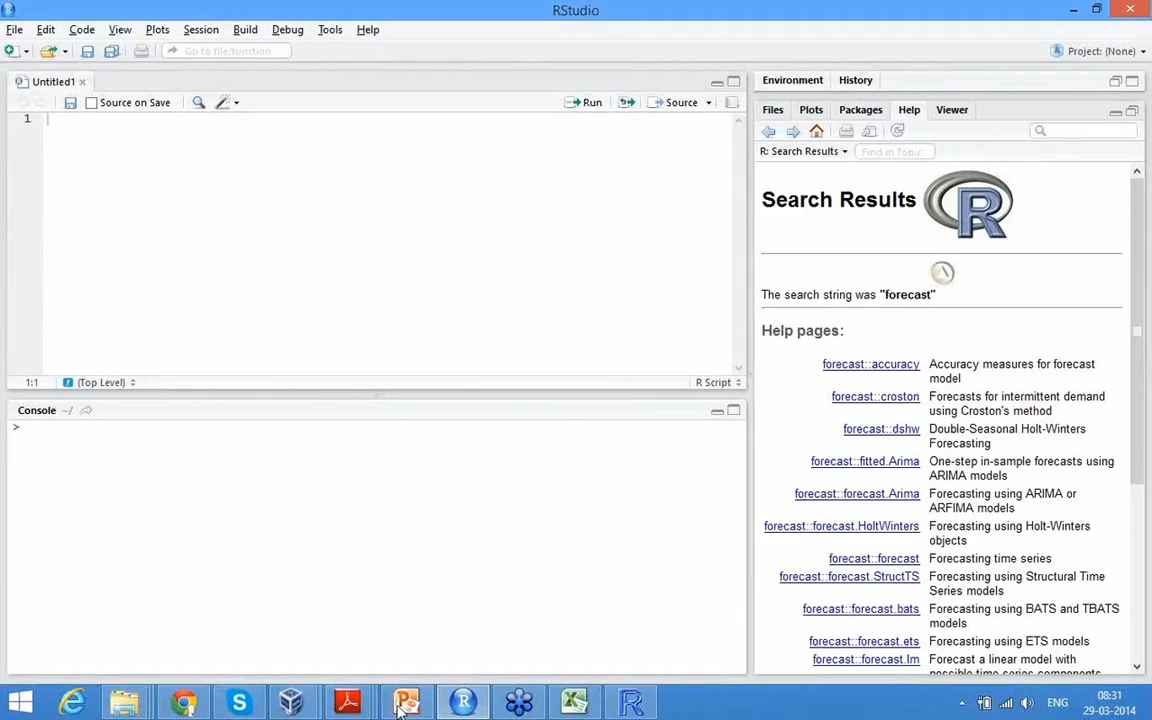 RStudio
File Edit Code View Plots Session Build Debug Tools Help
Go to file/function Project: (None)
Untitled1
Source on Save Run Source
1
1:1 (Top Level) R Script
Console ~/
>
Environment History
Files Plots Packages Help Viewer
R: Search Results Find in Topic
Search Results R
The search string was "forecast"
Help pages:
forecast::accuracy Accuracy measures for forecast
model
forecast::croston Forecasts for intermittent demand
using Croston's method
forecast::dshw Double-Seasonal Holt-Winters
Forecasting
forecast::fitted.Arima One-step in-sample forecasts using
ARIMA models
forecast::forecast.Arima Forecasting using ARIMA or
ARFIMA models
forecast::forecast.HoltWinters Forecasting using Holt-Winters
objects
forecast::forecast Forecasting time series
forecast::forecast.StructTS Forecasting using Structural Time
Series models
forecast::forecast.bats Forecasting using BATS and TBATS
models
forecast::forecast.ets Forecasting using ETS models
forecast::forecast.lm Forecast a linear model with
possible time series components
ENG 08:31
29-03-2014